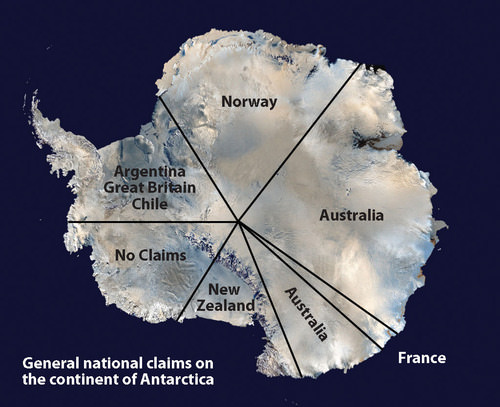 Norway
Argentina
Great Britain
Chile
Australia
No Claims
New
Zealand
Australia
France
General national claims on
the continent of Antarctica